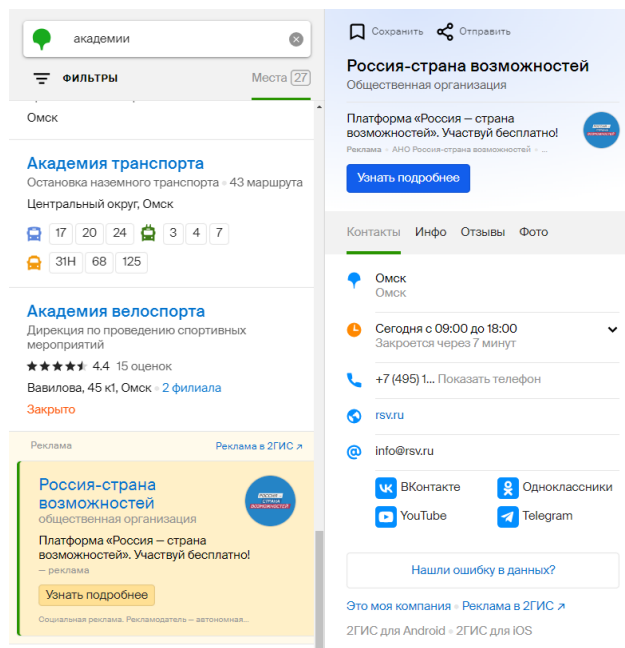 академии
ФИЛЬТРЫ
Места 27
Омск
Академия транспорта
Остановка наземного транспорта • 43 маршрута
Центральный округ, Омск
17 20 24 3 4 7
31Н 68 125
Академия велоспорта
Дирекция по проведению спортивных
мероприятий
4.4 15 оценок
Вавилова, 45 к1, Омск • 2 филиала
Закрыто
Реклама
Реклама в 2ГИС ↗
Россия-страна
возможностей
общественная организация
РОССИЯ
СТРАНА
ВОЗМОЖНОСТЕЙ
Платформа «Россия — страна
возможностей». Участвуй бесплатно!
— реклама
Узнать подробнее
Социальная реклама. Рекламодатель — автономная...
Сохранить
Отправить
Россия-страна возможностей
Общественная организация
Платформа «Россия — страна
возможностей». Участвуй бесплатно!
Реклама • АНО Россия-страна возможностей • ...
Узнать подробнее
Контакты Инфо Отзывы Фото
Омск
Омск
Сегодня с 09:00 до 18:00
Закроется через 7 минут
+7 (495) 1... Показать телефон
rsv.ru
info@rsv.ru
ВКонтакте
Одноклассники
YouTube
Telegram
Нашли ошибку в данных?
Это моя компания • Реклама в 2ГИС ↗
2ГИС для Android • 2ГИС для iOS